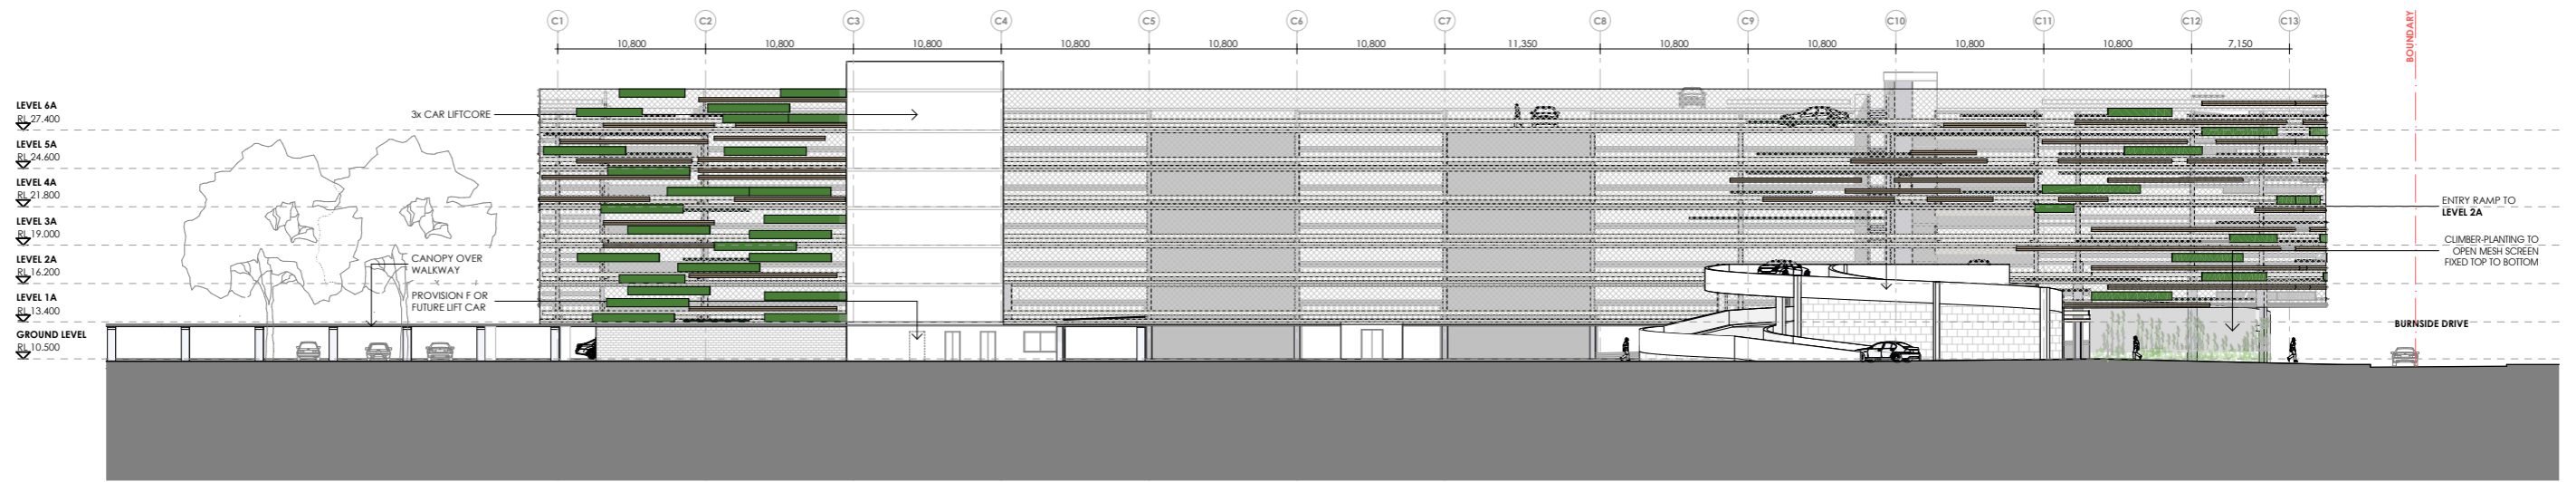 C1 C2 C3 C4 C5 C6 C7 C8 C9 C10 C11 C12 C13
BOUNDARY
10,800 10,800 10,800 10,800 10,800 10,800 11,350 10,800 10,800 10,800 10,800 7,150
LEVEL 6A
RL 27.400
3x CAR LIFTCORE
LEVEL 5A
RL 24.600
LEVEL 4A
RL 21.800
ENTRY RAMP TO
LEVEL 2A
LEVEL 3A
RL 19.000
CLIMBER-PLANTING TO
OPEN MESH SCREEN
FIXED TOP TO BOTTOM
LEVEL 2A
RL 16.200
CANOPY OVER
WALKWAY
LEVEL 1A
RL 13.400
PROVISION F OR
FUTURE LIFT CAR
GROUND LEVEL
RL 10.500
BURNSIDE DRIVE